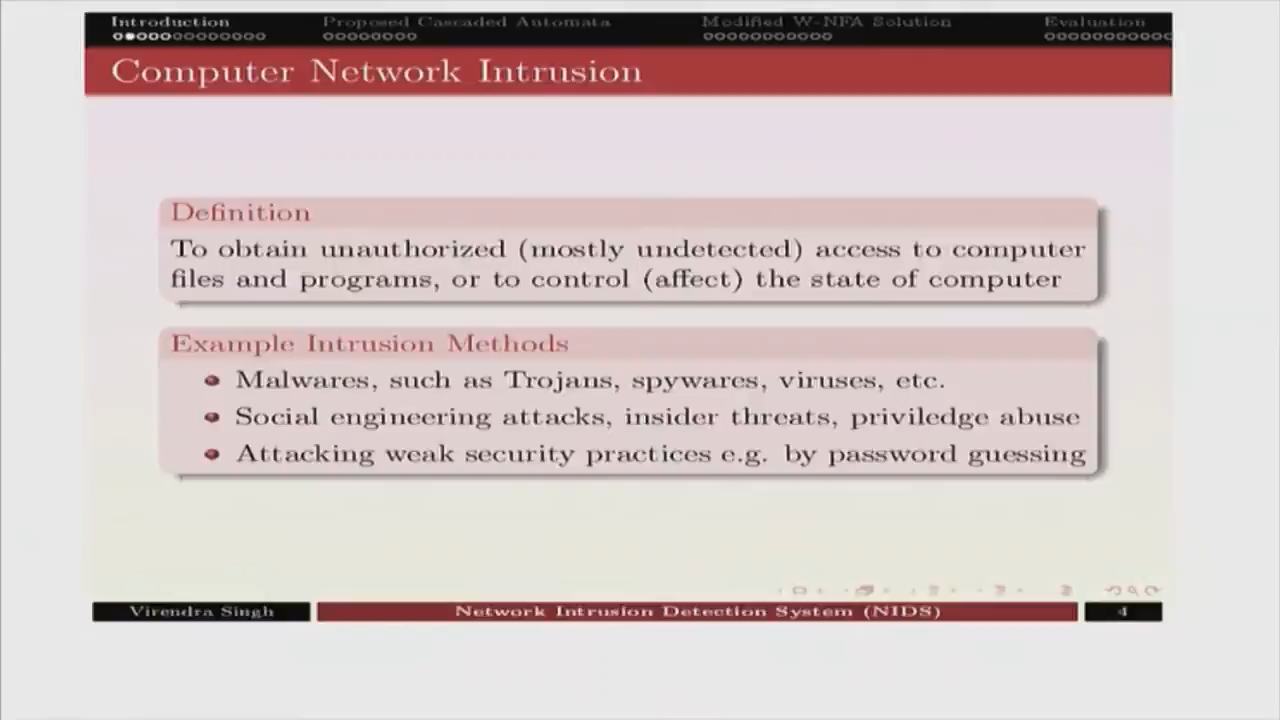 Introduction Proposed Cascaded Automata Modified W-NFA Solution Evaluation
Computer Network Intrusion
Definition
To obtain unauthorized (mostly undetected) access to computer
files and programs, or to control (affect) the state of computer
Example Intrusion Methods
Malwares, such as Trojans, spywares, viruses, etc.
Social engineering attacks, insider threats, priviledge abuse
Attacking weak security practices e.g. by password guessing
Virendra Singh Network Intrusion Detection System (NIDS) 4